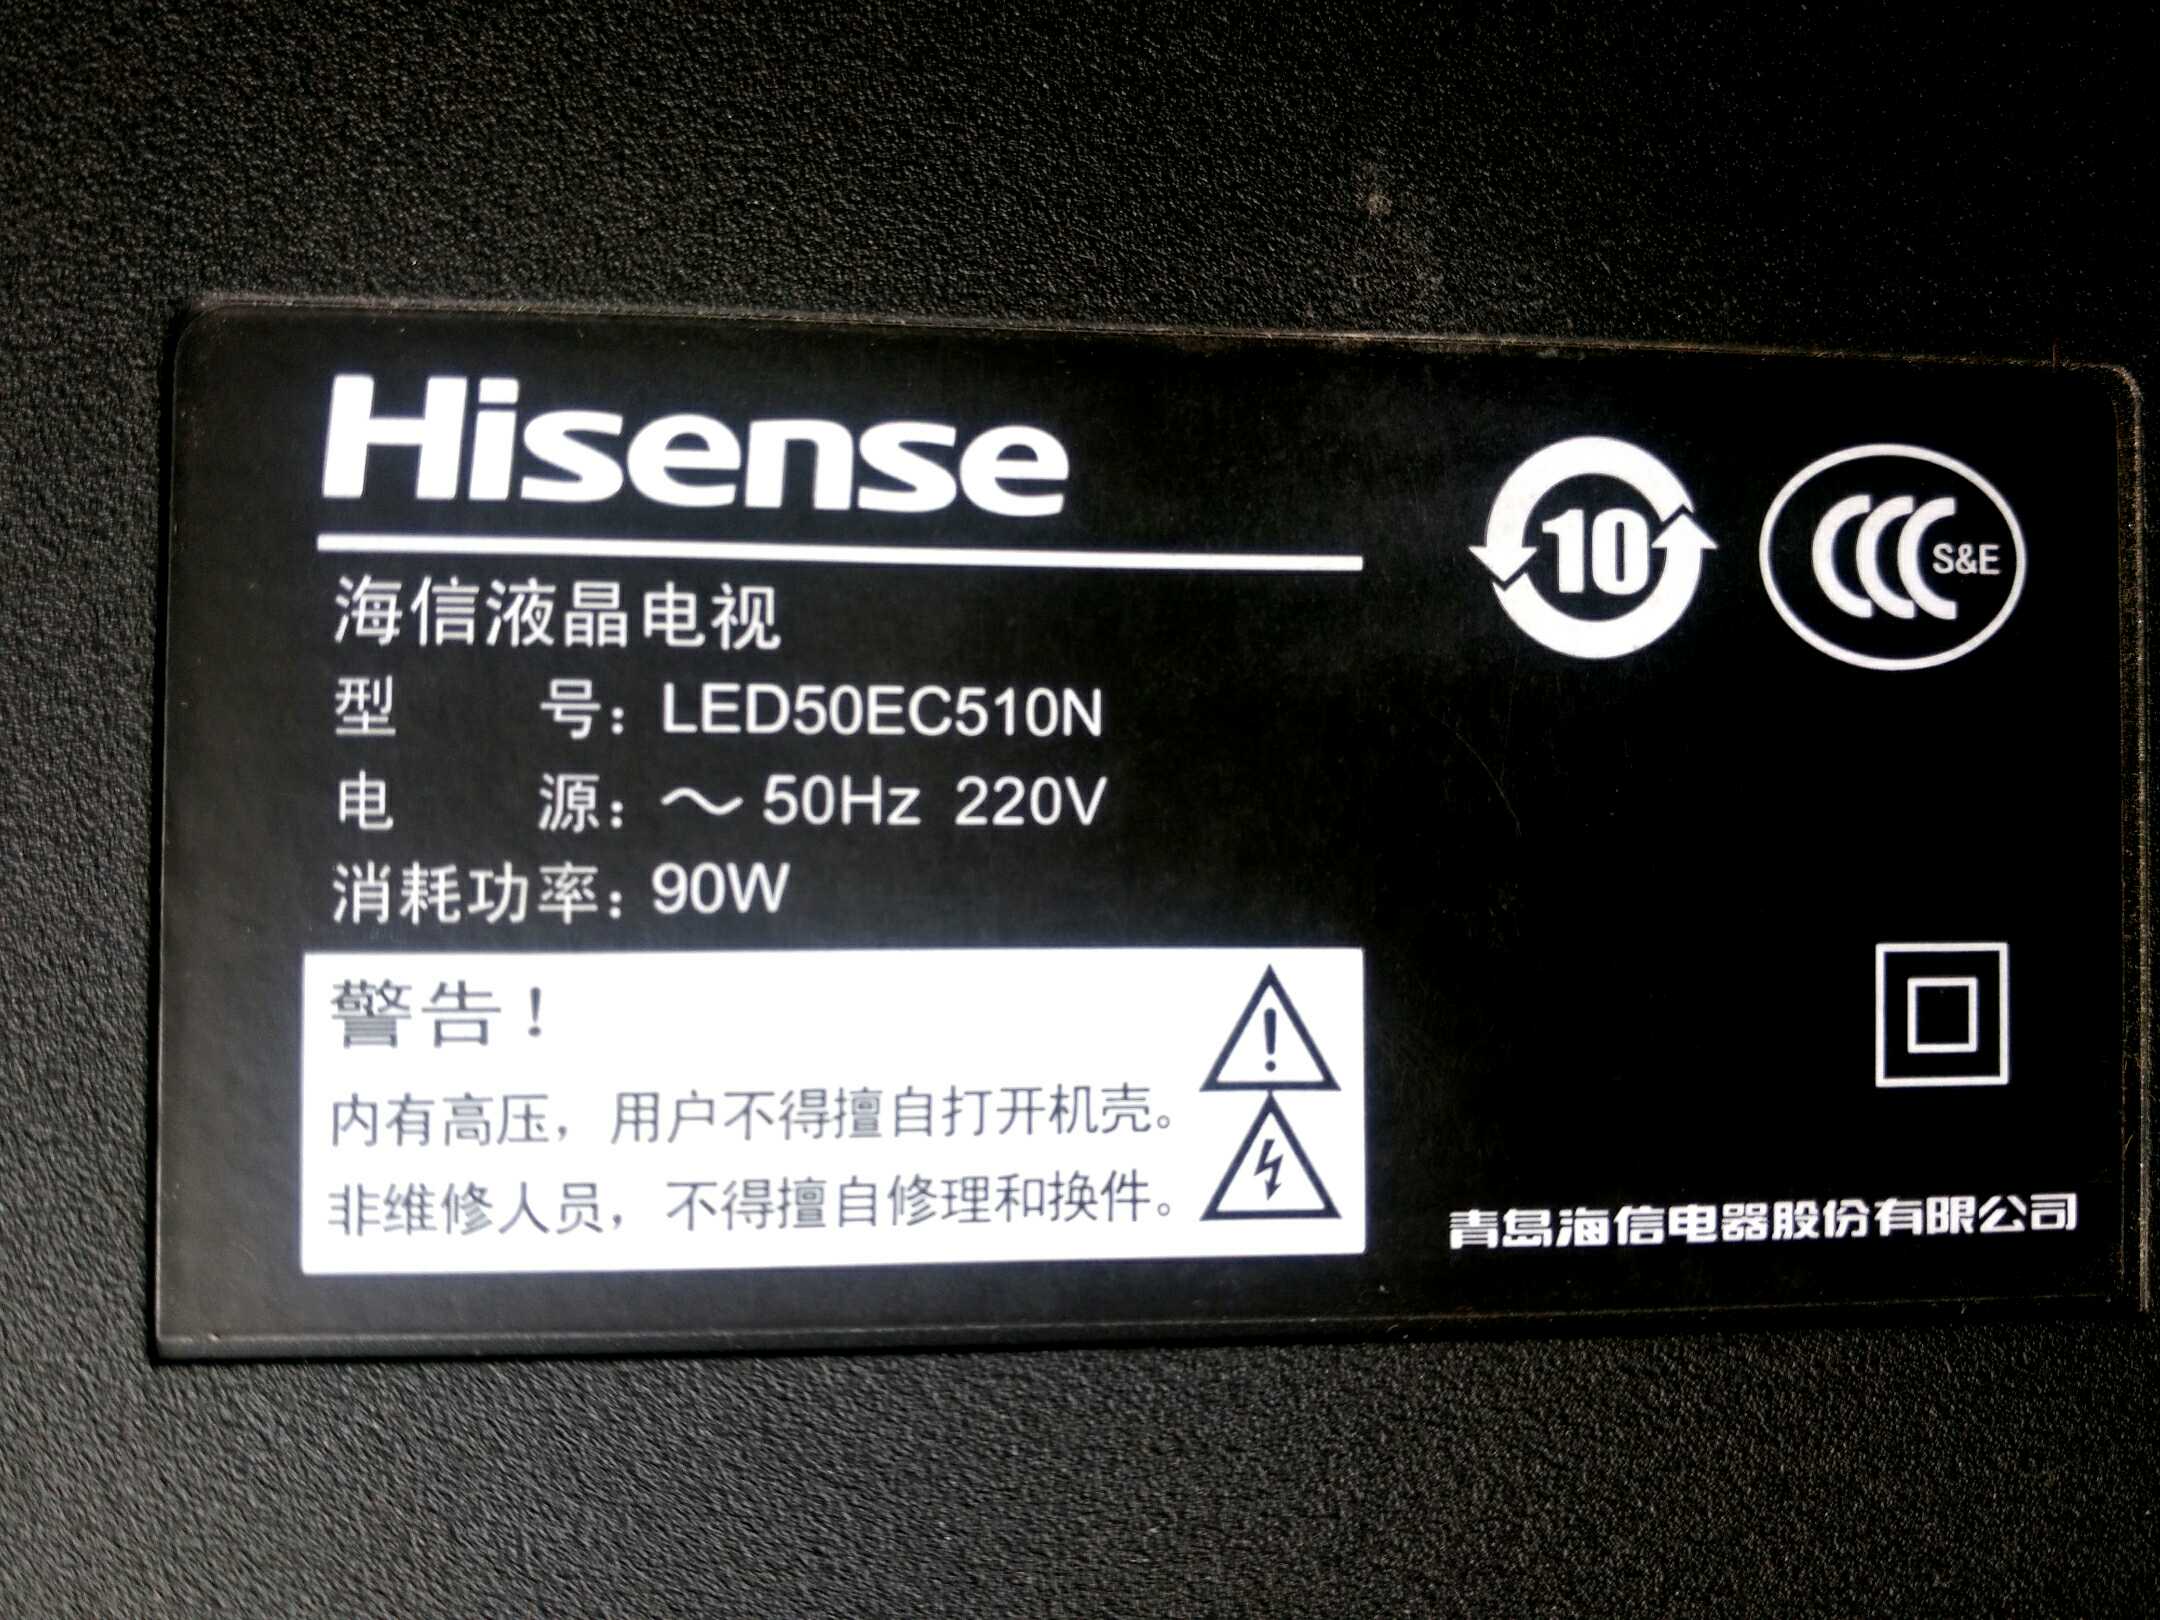 Hisense
10
CCC S&E
海信液晶电视
型 号：LED50EC510N
电 源：～50Hz 220V
消耗功率：90W
警告！
内有高压，用户不得擅自打开机壳。
非维修人员，不得擅自修理和换件。
青岛海信电器股份有限公司